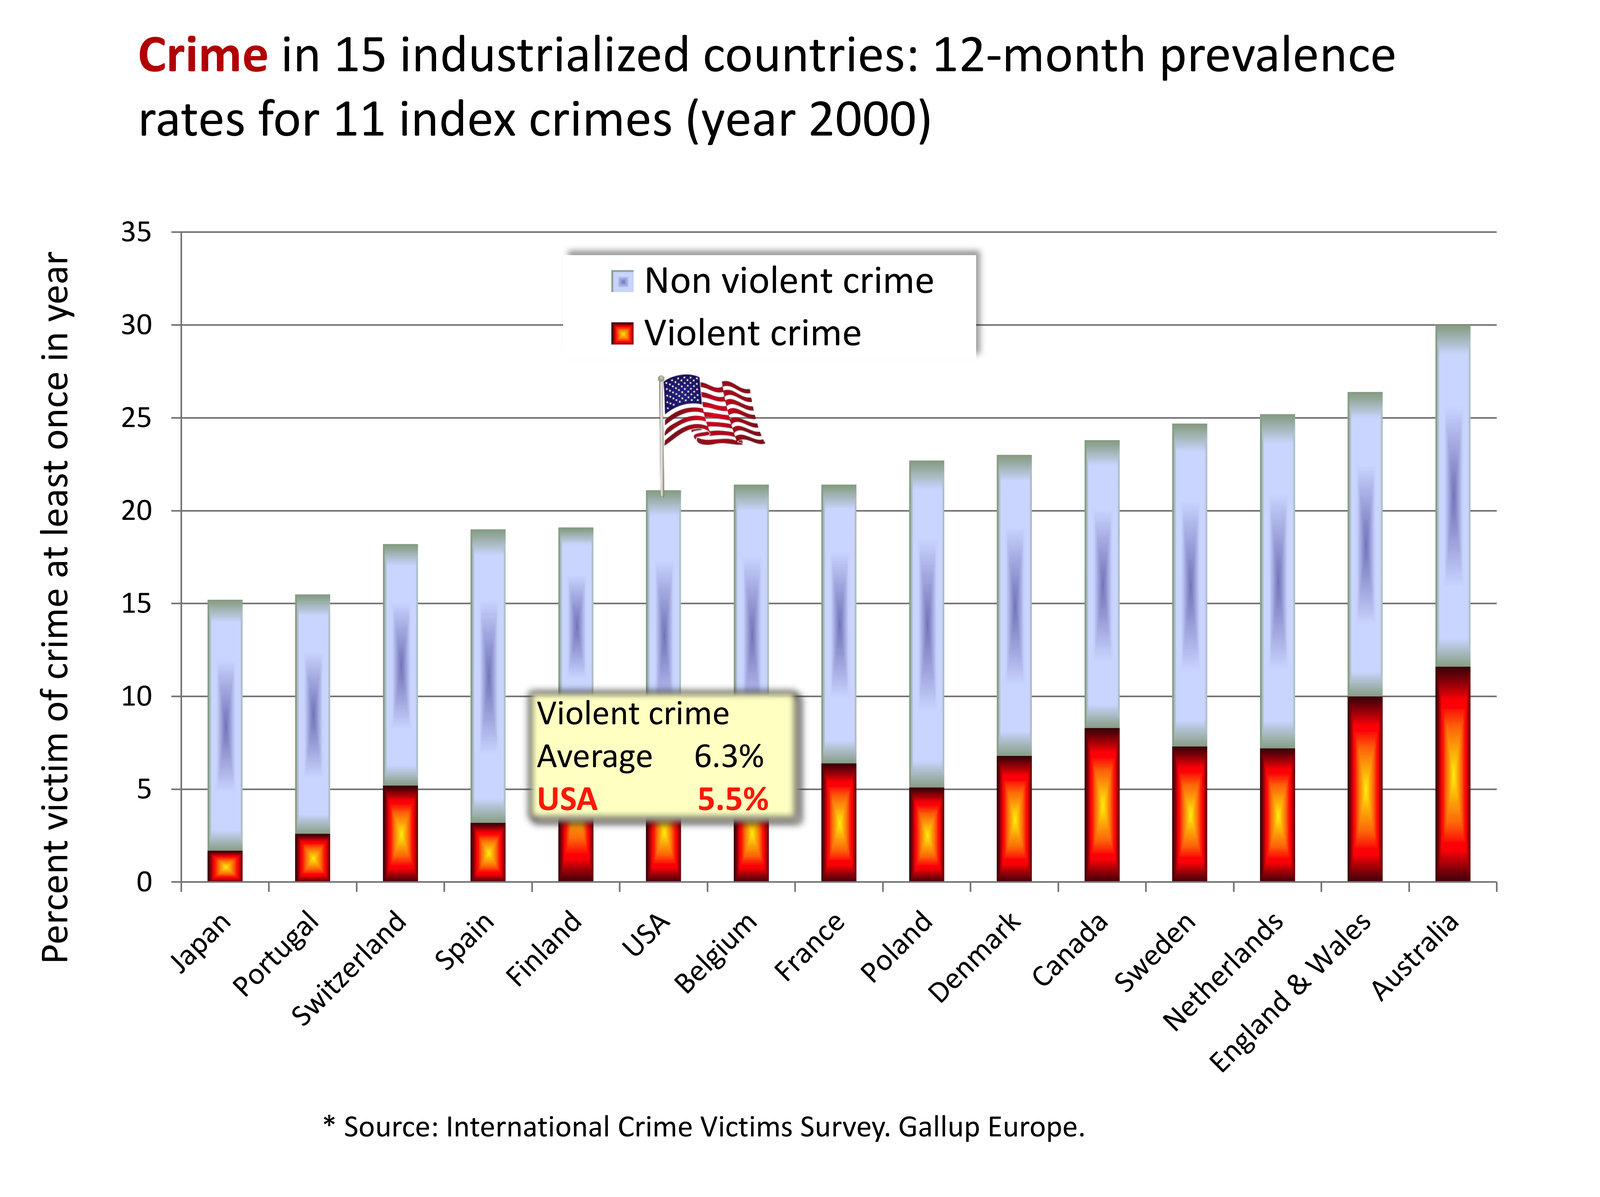 Crime in 15 industrialized countries: 12-month prevalence
rates for 11 index crimes (year 2000)
Percent victim of crime at least once in year
35
30
25
20
15
10
5
0
Non violent crime
Violent crime
Violent crime
Average 6.3%
USA 5.5%
Japan
Portugal
Switzerland
Spain
Finland
USA
Belgium
France
Poland
Denmark
Canada
Sweden
Netherlands
England & Wales
Australia
* Source: International Crime Victims Survey. Gallup Europe.